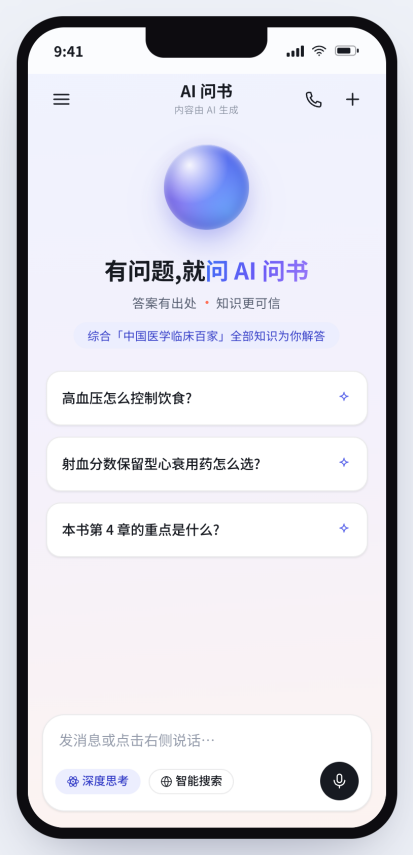 9:41
AI 问书
内容由 AI 生成
有问题,就问 AI 问书
答案有出处 • 知识更可信
综合「中国医学临床百家」全部知识为你解答
高血压怎么控制饮食?
射血分数保留型心衰用药怎么选?
本书第 4 章的重点是什么?
发消息或点击右侧说话…
深度思考
智能搜索